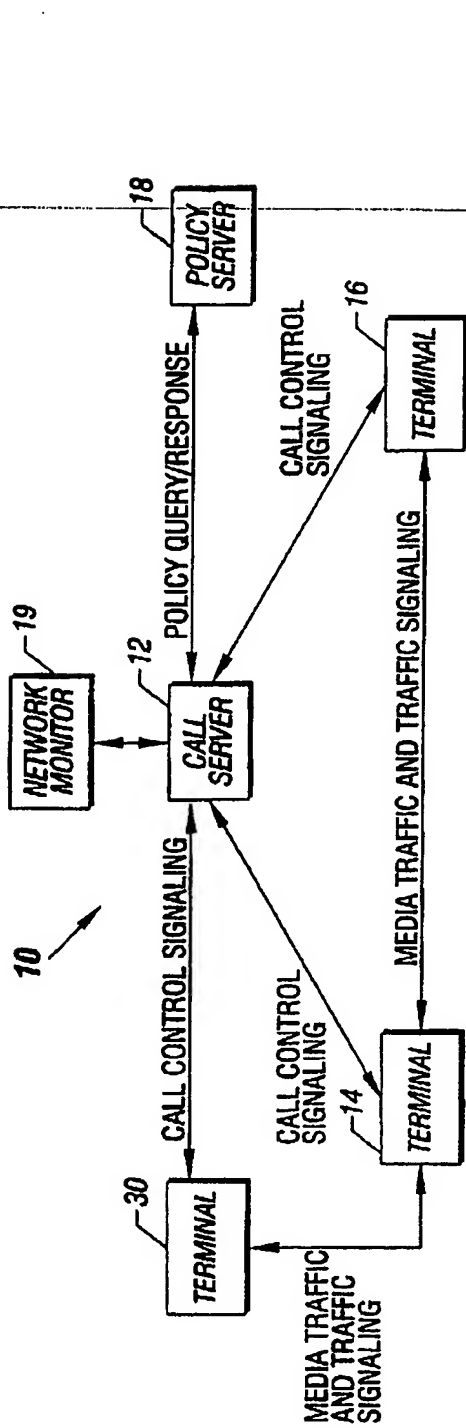 10
19
NETWORK
MONITOR
18
POLICY
SERVER
POLICY QUERY/RESPONSE
12
CALL
SERVER
CALL CONTROL SIGNALING
30
TERMINAL
CALL CONTROL
SIGNALING
CALL CONTROL
SIGNALING
16
TERMINAL
MEDIA TRAFFIC AND TRAFFIC SIGNALING
14
TERMINAL
MEDIA TRAFFIC
AND TRAFFIC
SIGNALING